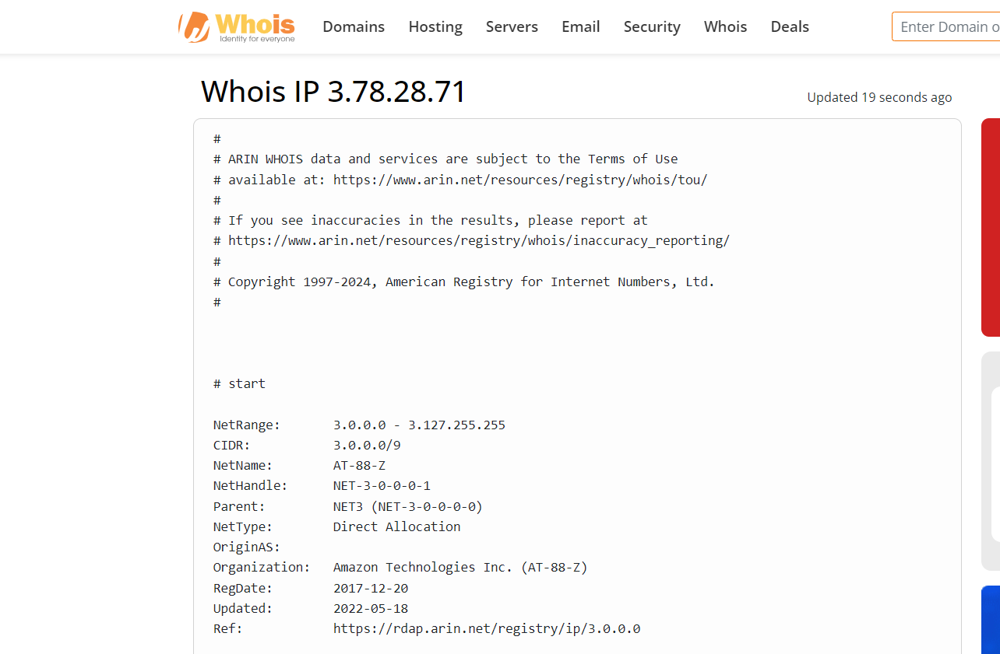 Whois
Identity for everyone
Domains Hosting Servers Email Security Whois Deals
Enter Domain o
Whois IP 3.78.28.71
Updated 19 seconds ago
#
# ARIN WHOIS data and services are subject to the Terms of Use
# available at: https://www.arin.net/resources/registry/whois/tou/
#
# If you see inaccuracies in the results, please report at
# https://www.arin.net/resources/registry/whois/inaccuracy_reporting/
#
# Copyright 1997-2024, American Registry for Internet Numbers, Ltd.
#
# start
NetRange: 3.0.0.0 - 3.127.255.255
CIDR: 3.0.0.0/9
NetName: AT-88-Z
NetHandle: NET-3-0-0-0-1
Parent: NET3 (NET-3-0-0-0-0)
NetType: Direct Allocation
OriginAS:
Organization: Amazon Technologies Inc. (AT-88-Z)
RegDate: 2017-12-20
Updated: 2022-05-18
Ref: https://rdap.arin.net/registry/ip/3.0.0.0